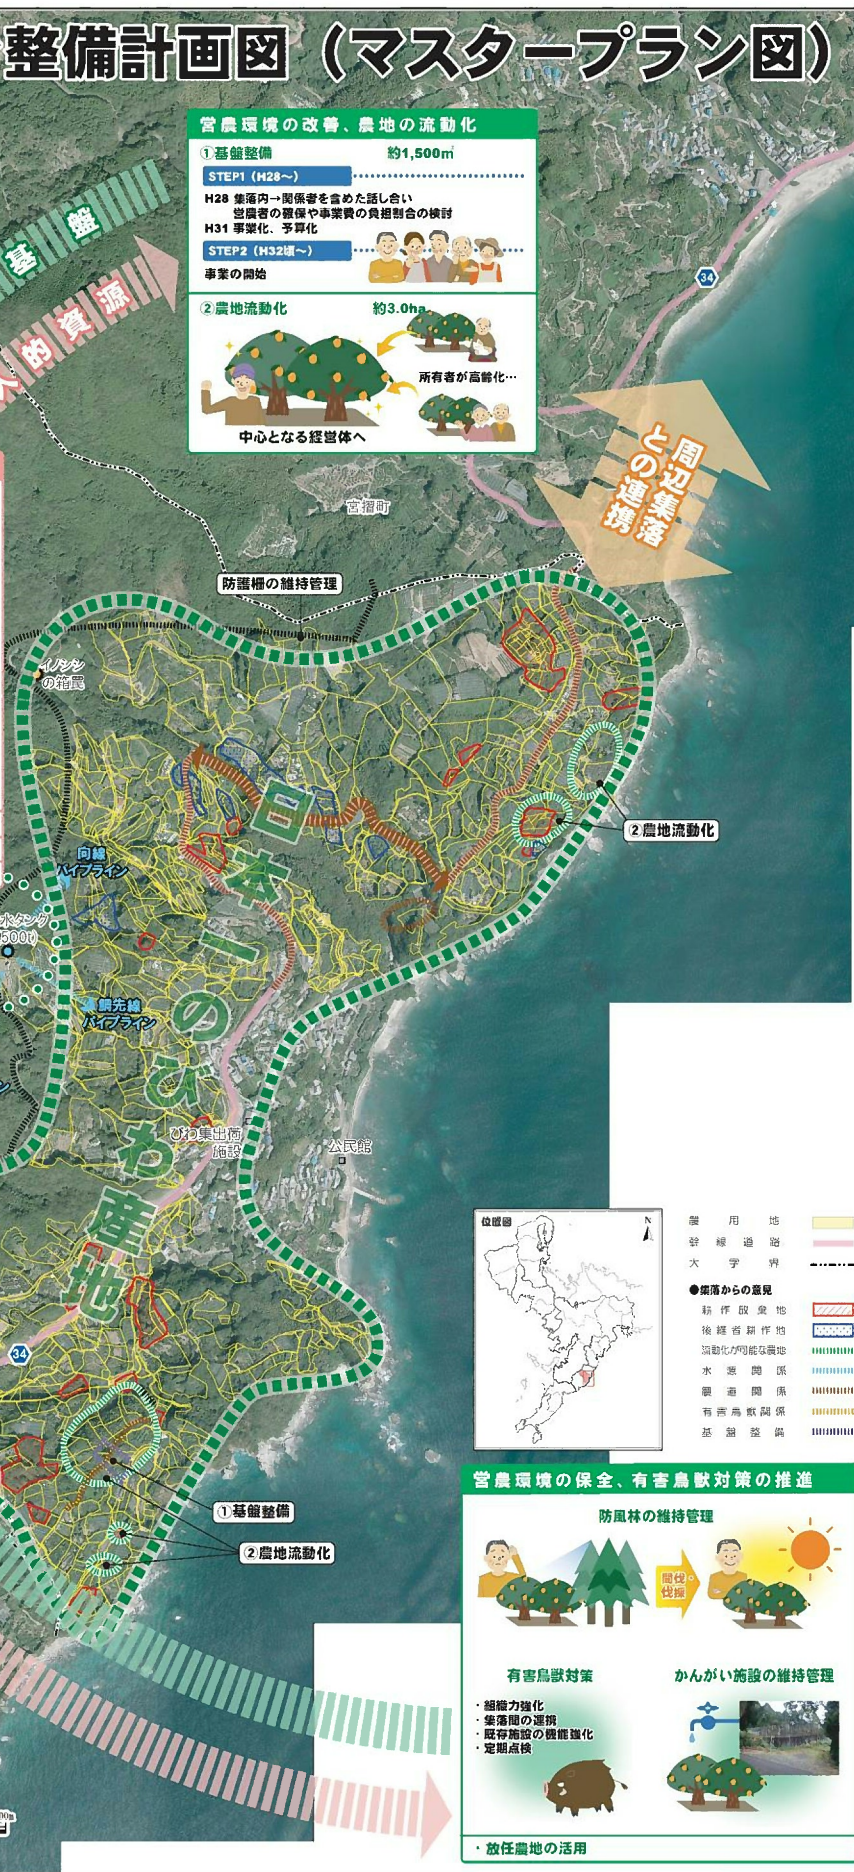 整備計画図（マスタープラン図）
営農環境の改善、農地の流動化
①基盤整備　約1,500㎡
STEP1（H28～）
H28 集落内→関係者を含めた話し合い
営農者の確保や事業費の負担割合の検討
H31 事業化、予算化
STEP2（H32頃～）
事業の開始
②農地流動化　約3.0ha
所有者が高齢化…
中心となる経営体へ
基盤
人的資源
34
周辺集落
との連携
宮摺町
防護柵の維持管理
イノシシ
の箱罠
②農地流動化
向線
パイプライン
水タンク
500t)
鯛先線
パイプライン
日本一のびわ産地
びわ集出荷
施設
公民館
34
①基盤整備
②農地流動化
位置図
N
農用地
幹線道路
大字界
●集落からの意見
耕作放棄地
後継者耕作地
流動化が可能な農地
水源関係
農道関係
有害鳥獣関係
基盤整備
営農環境の保全、有害鳥獣対策の推進
防風林の維持管理
間伐
伐採
有害鳥獣対策
・組織力強化
・集落間の連携
・既存施設の機能強化
・定期点検
かんがい施設の維持管理
・放任農地の活用